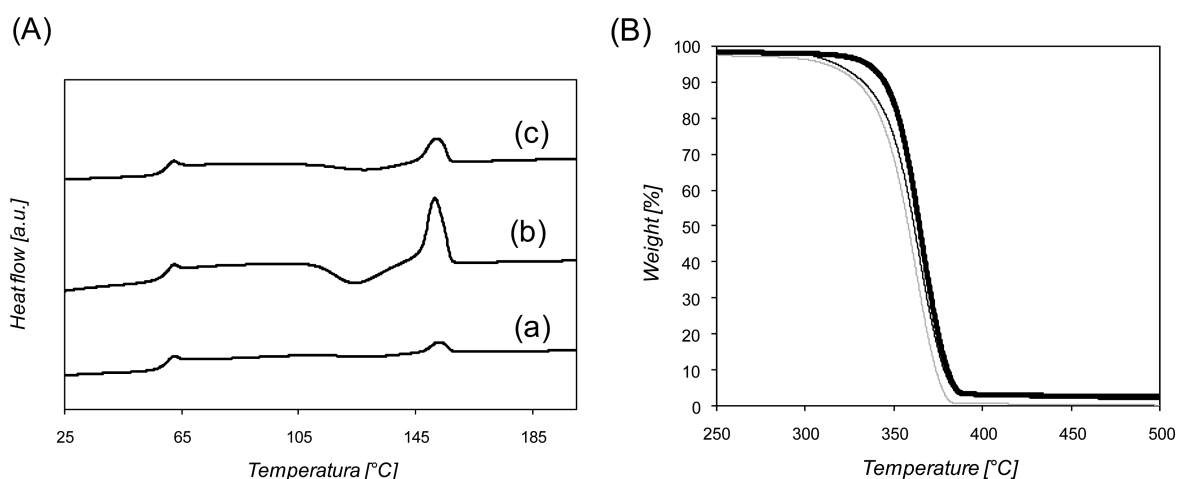 (A)
(c)
(b)
(a)
Heat flow [a.u.]
25 65 105 145 185
Temperatura [°C]
(B)
100
90
80
70
60
50
40
30
20
10
0
Weight [%]
250 300 350 400 450 500
Temperature [°C]